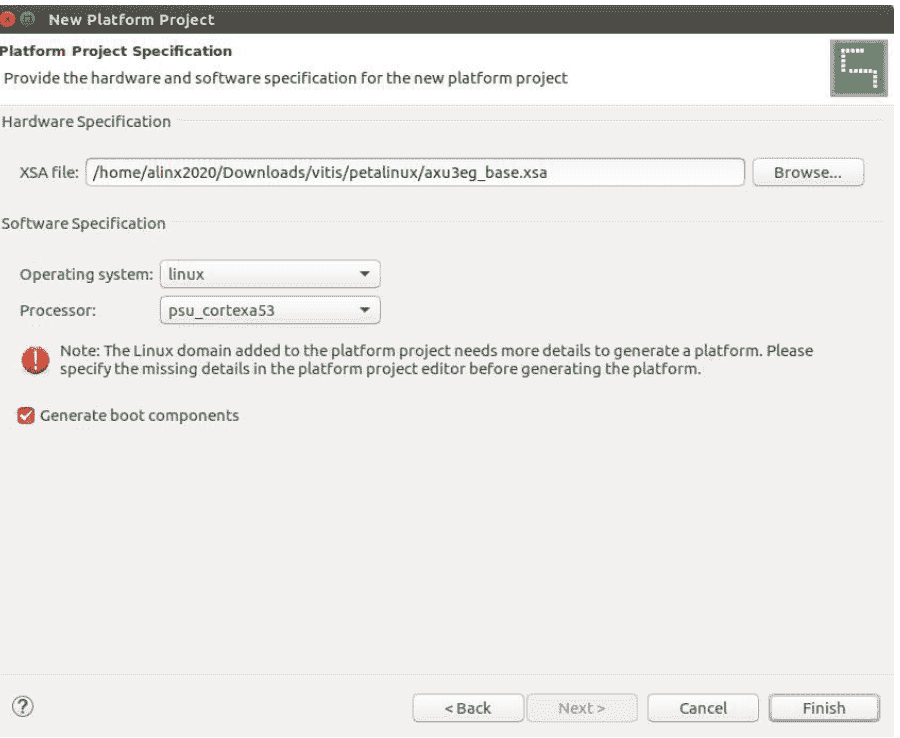 New Platform Project
Platform Project Specification
Provide the hardware and software specification for the new platform project
Hardware Specification
XSA file: /home/alinx2020/Downloads/vitis/petalinux/axu3eg_base.xsa Browse...
Software Specification
Operating system: linux
Processor: psu_cortexa53
Note: The Linux domain added to the platform project needs more details to generate a platform. Please
specify the missing details in the platform project editor before generating the platform.
Generate boot components
? < Back Next > Cancel Finish